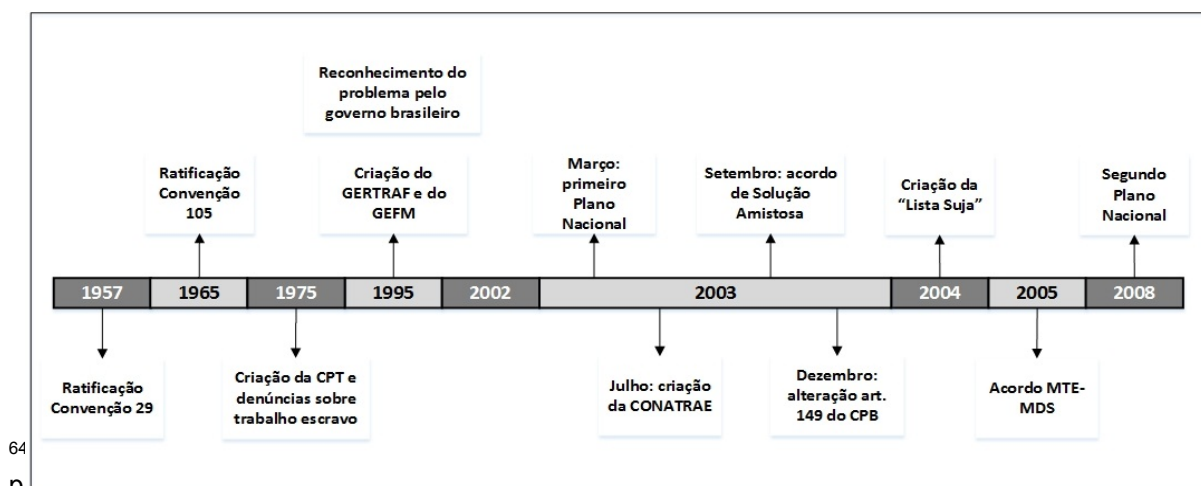 Reconhecimento do
problema pelo
governo brasileiro
Ratificação
Convenção
105
Criação do
GERTRAF e do
GEFM
Março:
primeiro
Plano
Nacional
Setembro: acordo
de Solução
Amistosa
Criação da
“Lista Suja”
Segundo
Plano
Nacional
1957
1965
1975
1995
2002
2003
2004
2005
2008
Ratificação
Convenção 29
Criação da CPT e
denúncias sobre
trabalho escravo
Julho: criação
da CONATRAE
Dezembro:
alteração art.
149 do CPB
Acordo MTE-
MDS
64